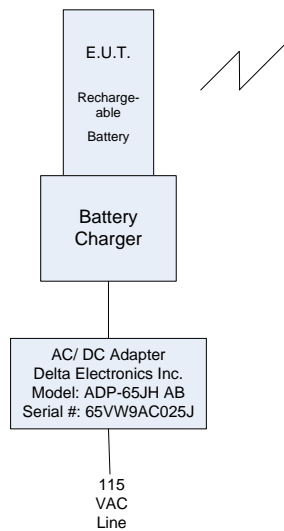 E.U.T.
Recharge-
able
Battery
Battery
Charger
AC/ DC Adapter
Delta Electronics Inc.
Model: ADP-65JH AB
Serial #: 65VW9AC025J
115
VAC
Line